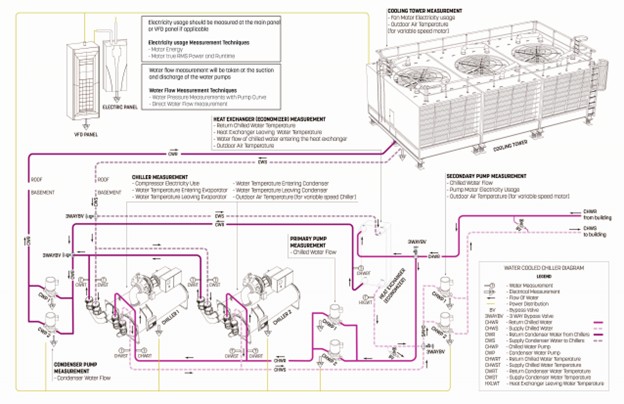 Electricity usage should be measured at the main panel
or VFD panel if applicable
Electricity usage Measurement Techniques
- Motor Energy
- Motor true RMS Power and Runtime
Water flow measurement will be taken at the suction
and discharge of the water pumps
Water Flow Measurement Techniques
- Water Pressure Measurements with Pump Curve
- Direct Water Flow measurement
VFD PANEL
ELECTRIC PANEL
COOLING TOWER MEASUREMENT
- Fan Motor Electricity usage
- Outdoor Air Temperature
(for variable speed motor)
COOLING TOWER
HEAT EXCHANGER (ECONOMIZER) MEASUREMENT
- Return Chilled Water Temperature
- Heat Exchanger Leaving Water Temperature
- Water flow of chilled water entering the heat exchanger
- Outdoor Air Temperature
CWR
CWS
ROOF
BASEMENT
ROOF
BASEMENT
CHILLER MEASUREMENT
- Compressor Electricity Use
- Water Temperature Entering Evaporator
- Water Temperature Leaving Evaporator
- Water Temperature Entering Condenser
- Water Temperature Leaving Condenser
- Outdoor Air Temperature (for variable speed Chiller)
SECONDARY PUMP MEASUREMENT
- Chilled Water Flow
- Pump Motor Electricity Usage
- Outdoor Air Temperature (for variable speed motor)
3WAYBV
CWS
CWS
CWR
CWR
3WAYBV
PRIMARY PUMP
MEASUREMENT
- Chilled Water Flow
3WAYBV
CHWR
from building
CHWS
to building
HEAT EXCHANGER
(ECONOMIZER)
HXLWT
CHILLER 1
CHILLER 2
CHWRT
CHWST
CHWRT
CHWST
CHWR
CHWS
3WAYBV
CONDENSER PUMP
MEASUREMENT
- Condenser Water Flow
WATER COOLED CHILLER DIAGRAM
LEGEND
- Water Measurement
- Electrical Measurement
- Flow Of Water
- Power Distribution
BV - Bypass Valve
3WAYBV - 3 WAY Bypass Valve
CHWR - Return Chilled Water
CHWS - Supply Chilled Water
CWR - Return Condenser Water from Chillers
CWS - Supply Condenser Water to Chillers
CHWP - Chilled Water Pump
CWP - Condenser Water Pump
CHWRT - Return Chilled Water Temperature
CHWST - Supply Chilled Water Temperature
CWRT - Return Condenser Water Temperature
CWST - Supply Condenser Water Temperature
HXLWT - Heat Exchanger Leaving Water Temperature